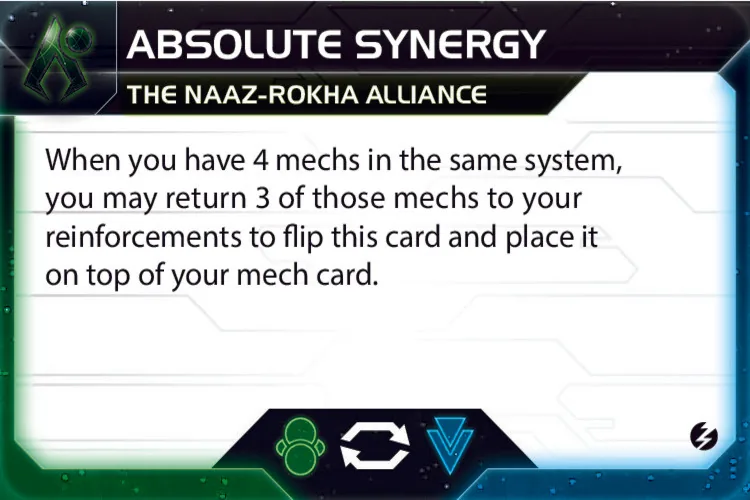 ABSOLUTE SYNERGY
THE NAAZ-ROKHA ALLIANCE
When you have 4 mechs in the same system,
you may return 3 of those mechs to your
reinforcements to flip this card and place it
on top of your mech card.